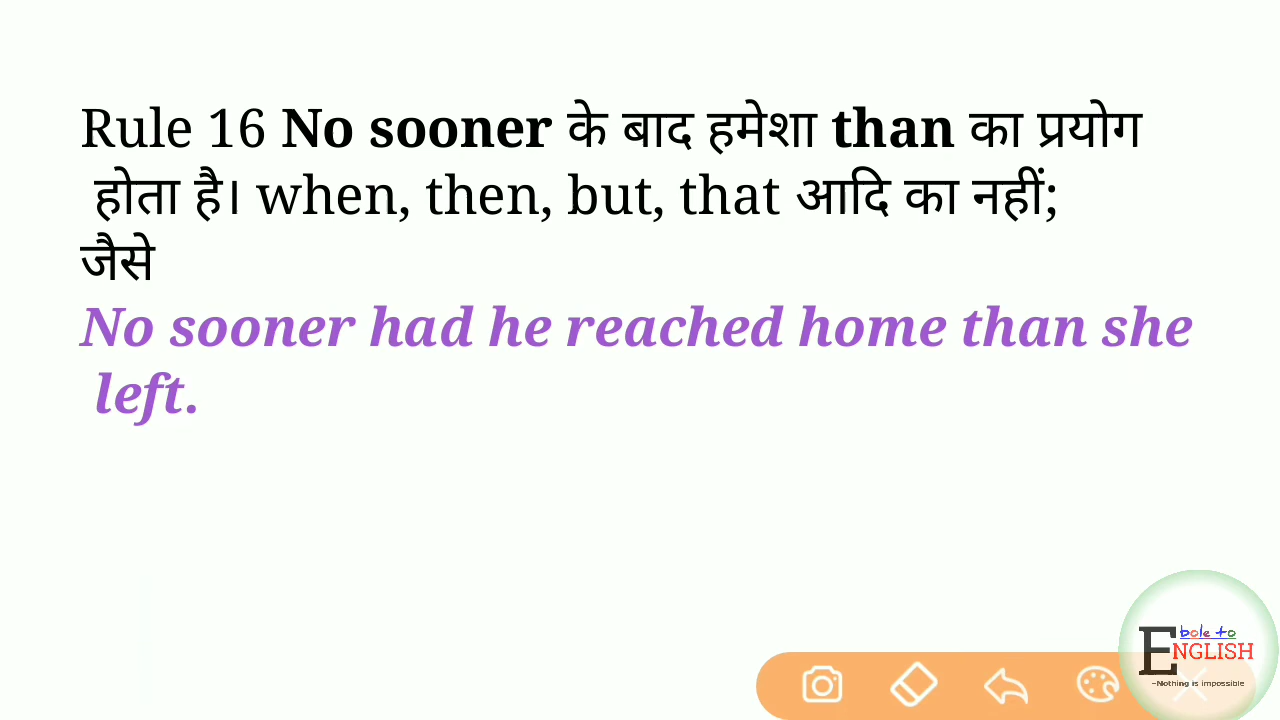 Rule 16 No sooner के बाद हमेशा than का प्रयोग
होता है। when, then, but, that आदि का नहीं;
जैसे
No sooner had he reached home than she
left.
E bole to
NGLISH
~Nothing is impossible